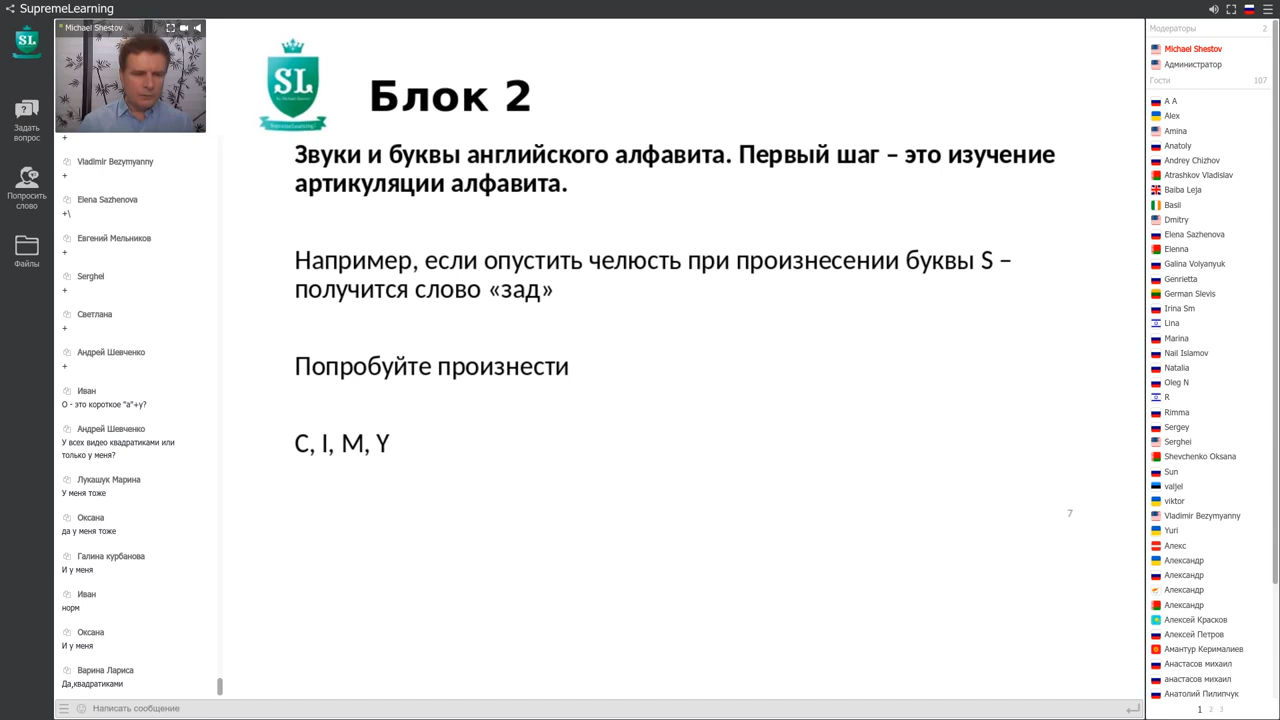 Supergroup
Michael Shestov
Задать
вопрос
Попросить
слово
Файлы
+
Vladimir Bezymyanny
+
Elena Sazhenova
+\
Евгений Мельников
+
Serghei
+
Светлана
+
Андрей Шевченко
+
Иван
О - это короткое "а"+у?
Андрей Шевченко
У всех видео квадратиками или
только у меня?
Лукашук Марина
У меня тоже
Оксана
да у меня тоже
Галина курбанова
И у меня
Иван
норм
Оксана
И у меня
Варина Лариса
Да,квадратиками
Написать сообщение
SL
Блок 2
Звуки и буквы английского алфавита. Первый шаг – это изучение
артикуляции алфавита.
Например, если опустить челюсть при произнесении буквы S –
получится слово «зад»
Попробуйте произнести
C, I, M, Y
7
Модераторы 2
Michael Shestov
Администратор
Гости 107
A A
Alex
Amina
Anatoly
Andrey Chizhov
Atrashkov Vladislav
Baiba Leja
Basil
Dmitry
Elena Sazhenova
Elenna
Galina Volyanyuk
Genrietta
German Slevis
Irina Sm
Lina
Marina
Nail Islamov
Natalia
Oleg N
R
Rimma
Sergey
Serghei
Shevchenko Oksana
Sun
valjel
viktor
Vladimir Bezymyanny
Yuri
Алекс
Александр
Александр
Александр
Александр
Алексей Красков
Алексей Петров
Амантур Керималиев
Анастасов михаил
анастасов михаил
Анатолий Пилипчук
1 2 3